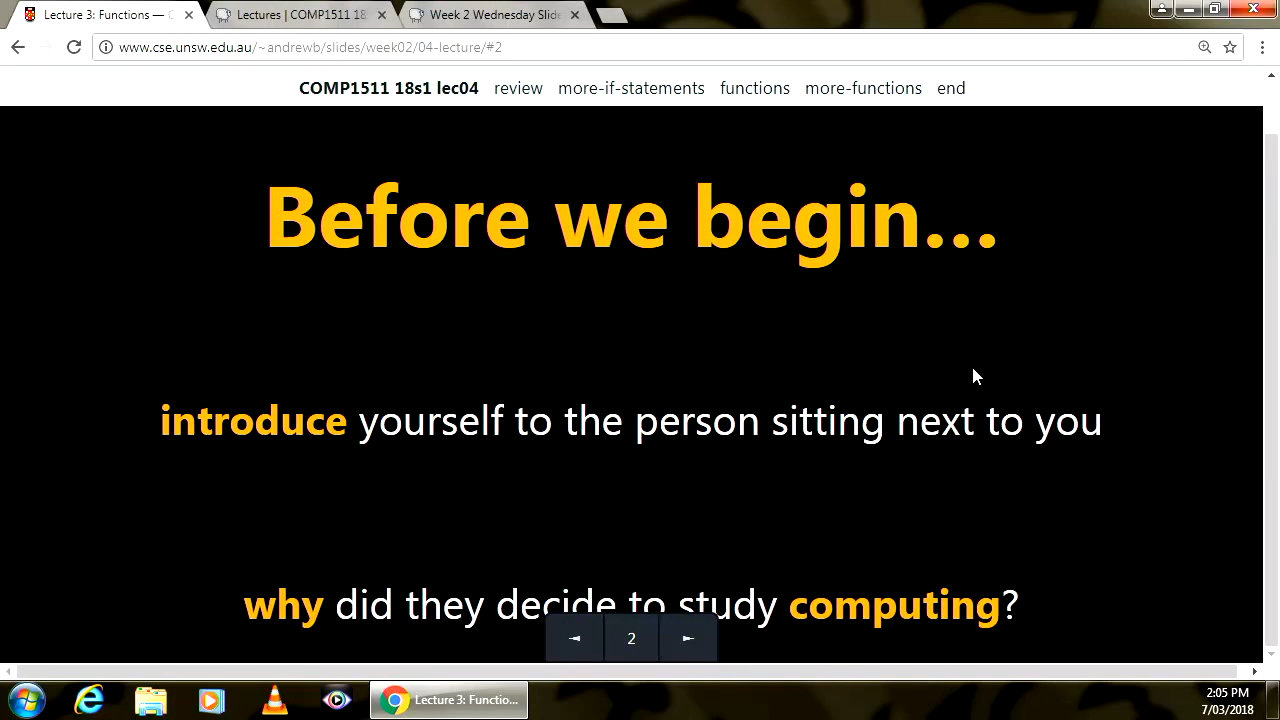 Lecture 3: Functions — C
Lectures | COMP1511 18
Week 2 Wednesday Slide
www.cse.unsw.edu.au/~andrewb/slides/week02/04-lecture/#2
COMP1511 18s1 lec04 review more-if-statements functions more-functions end
Before we begin...
introduce yourself to the person sitting next to you
why did they decide to study computing?
2
Lecture 3: Functio...
2:05 PM
7/03/2018